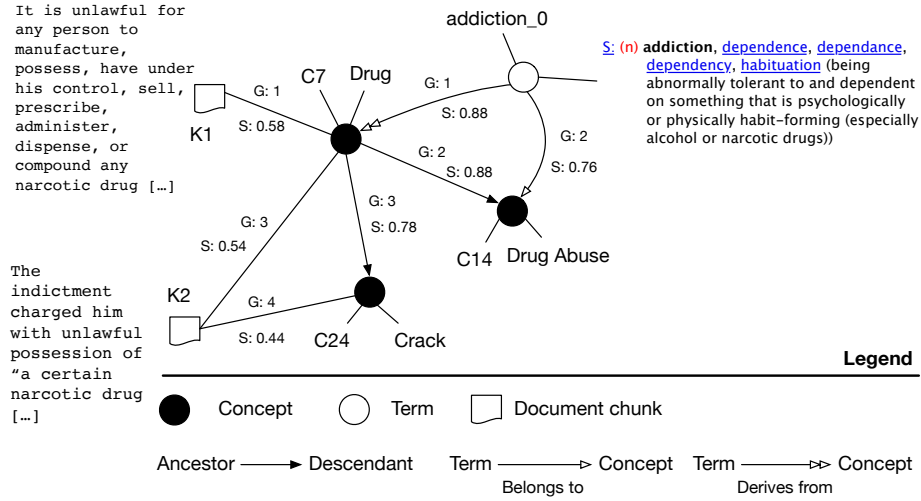 It is unlawful for
any person to
manufacture,
possess, have under
his control, sell,
prescribe,
administer,
dispense, or
compound any
narcotic drug […]
addiction_0
S: (n) addiction, dependence, dependance,
dependency, habituation (being
abnormally tolerant to and dependent
on something that is psychologically
or physically habit-forming (especially
alcohol or narcotic drugs))
C7
Drug
G: 1
S: 0.58
K1
G: 1
S: 0.88
G: 2
S: 0.88
G: 2
S: 0.76
G: 3
S: 0.78
G: 3
S: 0.54
C14
Drug Abuse
The
indictment
charged him
with unlawful
possession of
“a certain
narcotic drug
[…]
K2
G: 4
S: 0.44
C24
Crack
Legend
Concept
Term
Document chunk
Ancestor
Descendant
Term
Concept
Belongs to
Term
Concept
Derives from